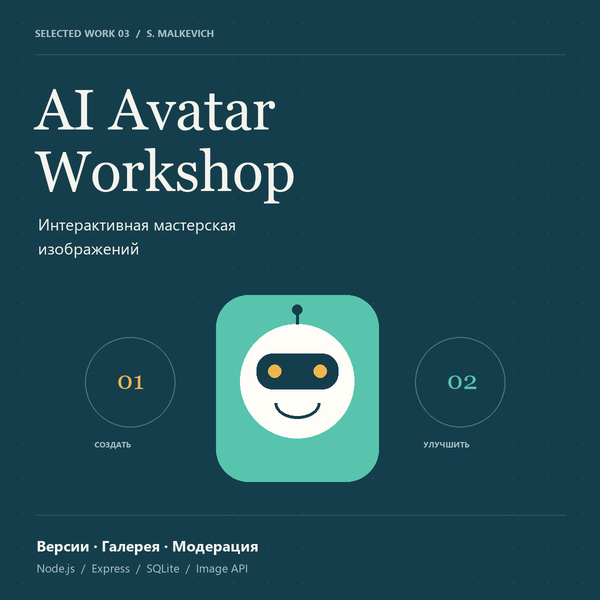 SELECTED WORK 03 / S. MALKEVICH
AI Avatar
Workshop
Интерактивная мастерская
изображений
01
02
СОЗДАТЬ
УЛУЧШИТЬ
Версии · Галерея · Модерация
Node.js / Express / SQLite / Image API